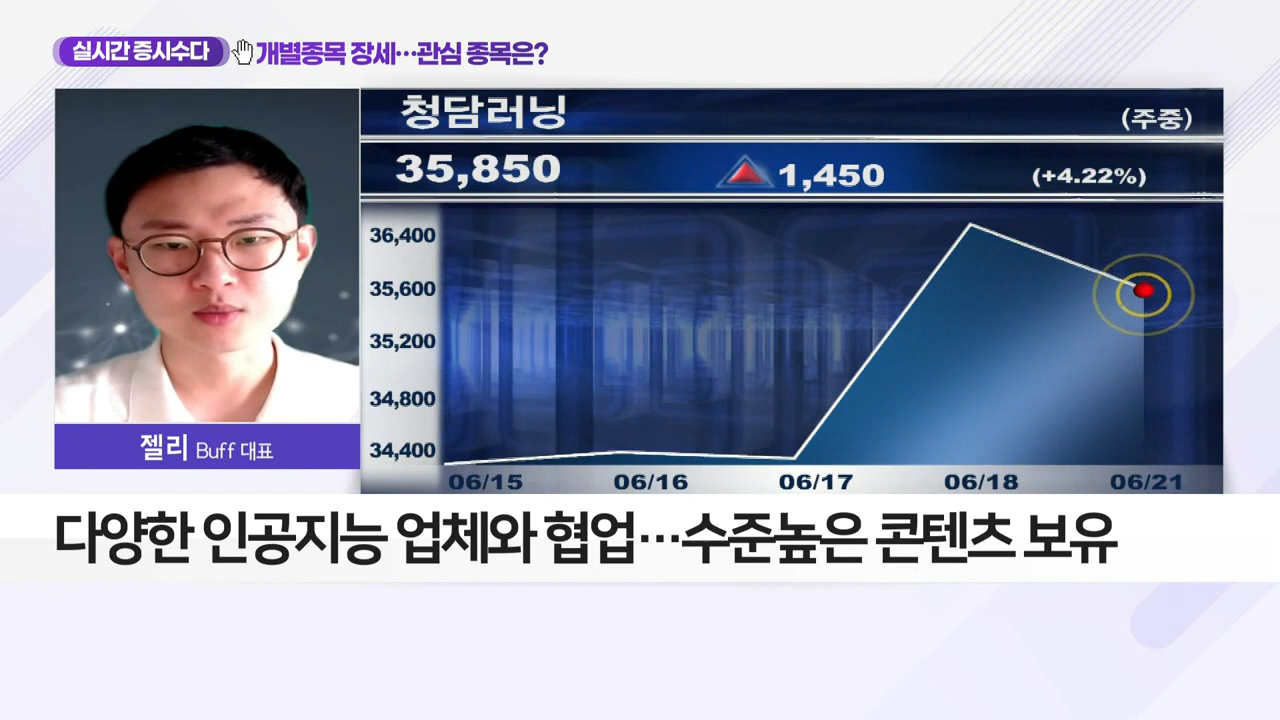 실시간 증시수다 개별종목 장세…관심 종목은?
청담러닝 (주중)
35,850 ▲ 1,450 (+4.22%)
36,400
35,600
35,200
34,800
34,400
06/15 06/16 06/17 06/18 06/21
젤리 Buff 대표
다양한 인공지능 업체와 협업…수준높은 콘텐츠 보유